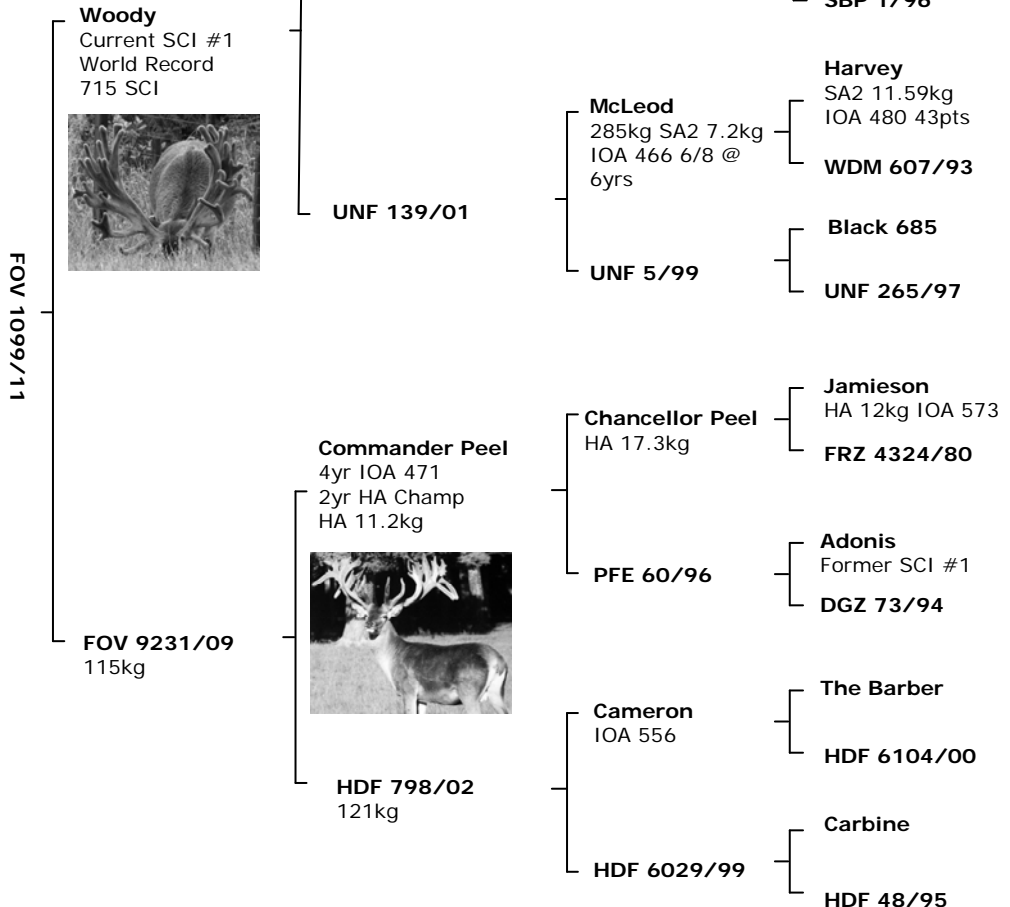 SBP 1/96
Woody
Current SCI #1
World Record
715 SCI
Harvey
SA2 11.59kg
IOA 480 43pts
McLeod
285kg SA2 7.2kg
IOA 466 6/8 @
6yrs
WDM 607/93
UNF 139/01
Black 685
UNF 5/99
UNF 265/97
FOV 1099/11
Jamieson
HA 12kg IOA 573
Chancellor Peel
HA 17.3kg
FRZ 4324/80
Commander Peel
4yr IOA 471
2yr HA Champ
HA 11.2kg
Adonis
Former SCI #1
PFE 60/96
DGZ 73/94
FOV 9231/09
115kg
The Barber
Cameron
IOA 556
HDF 6104/00
HDF 798/02
121kg
Carbine
HDF 6029/99
HDF 48/95